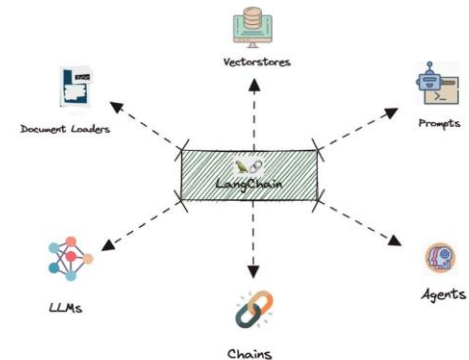 Vectorstores
Document Loaders
Prompts
LangChain
LLMs
Agents
Chains